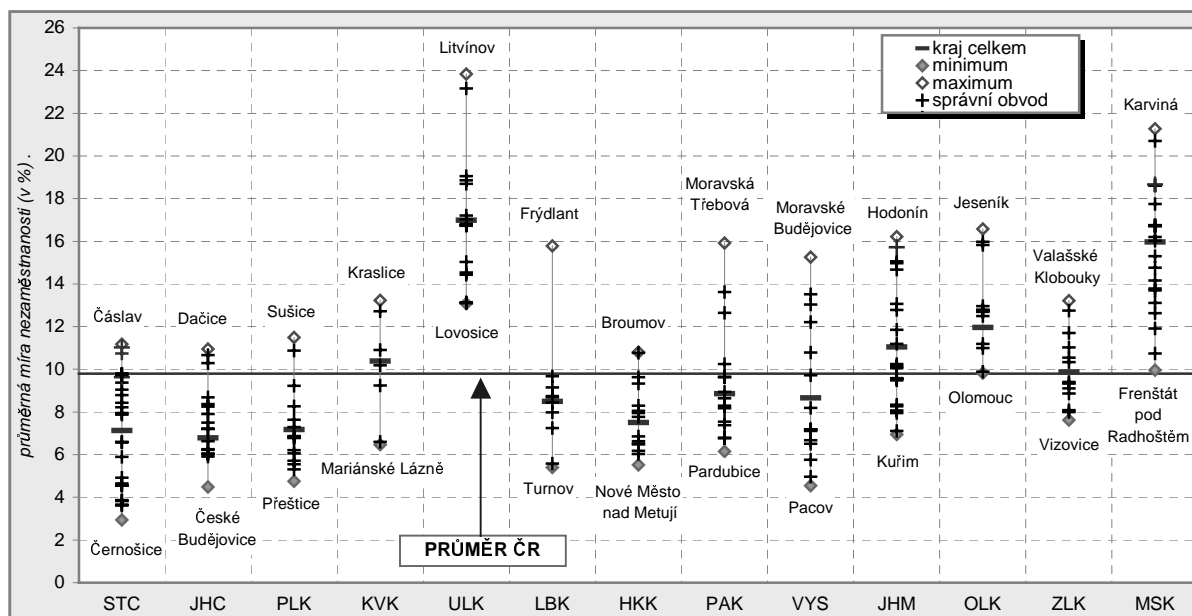 průměrná míra nezaměstnanosti (v %) .
26
24
22
20
18
16
14
12
10
8
6
4
2
0
kraj celkem
minimum
maximum
správní obvod
Čáslav
Černošice
Dačice
České
Budějovice
Sušice
Přeštice
Kraslice
Mariánské Lázně
Litvínov
Lovosice
Frýdlant
Turnov
Broumov
Nové Město
nad Metují
Moravská
Třebová
Pardubice
Moravské
Budějovice
Pacov
Hodonín
Kuřim
Jeseník
Olomouc
Valašské
Klobouky
Vizovice
Karviná
Frenštát
pod
Radhoštěm
PRŮMĚR ČR
STC JHC PLK KVK ULK LBK HKK PAK VYS JHM OLK ZLK MSK